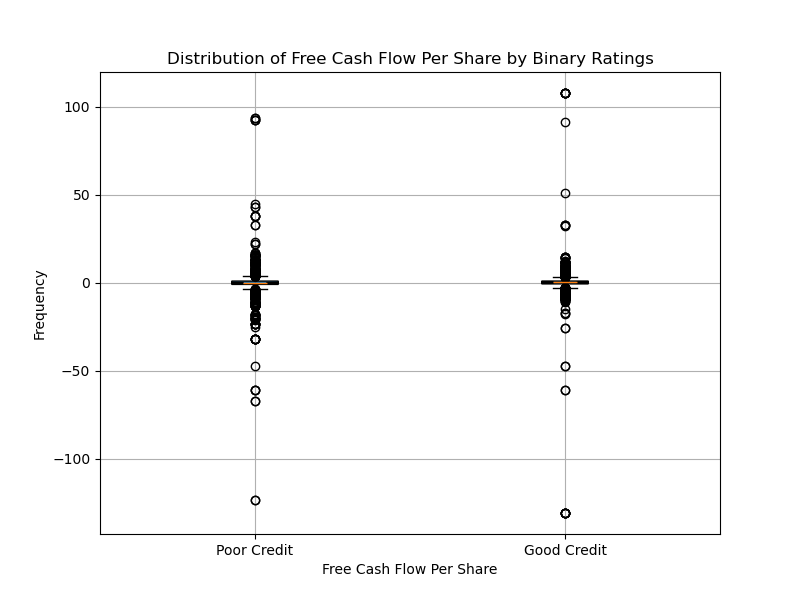 Distribution of Free Cash Flow Per Share by Binary Ratings
100
50
0
−50
−100
Frequency
Poor Credit
Good Credit
Free Cash Flow Per Share